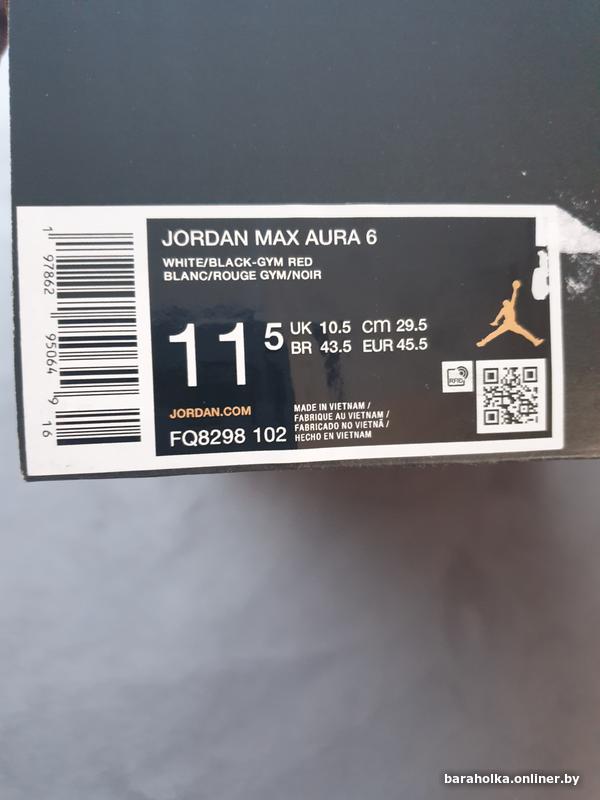 JORDAN MAX AURA 6
WHITE/BLACK-GYM RED
BLANC/ROUGE GYM/NOIR
11 5 UK 10.5 cm 29.5
BR 43.5 EUR 45.5
JORDAN.COM
FQ8298 102
MADE IN VIETNAM /
FABRIQUE AU VIETNAM /
FABRICADO NO VIETNÃ /
HECHO EN VIETNAM
RFID
1 97862 95064 9 16
baraholka.onliner.by